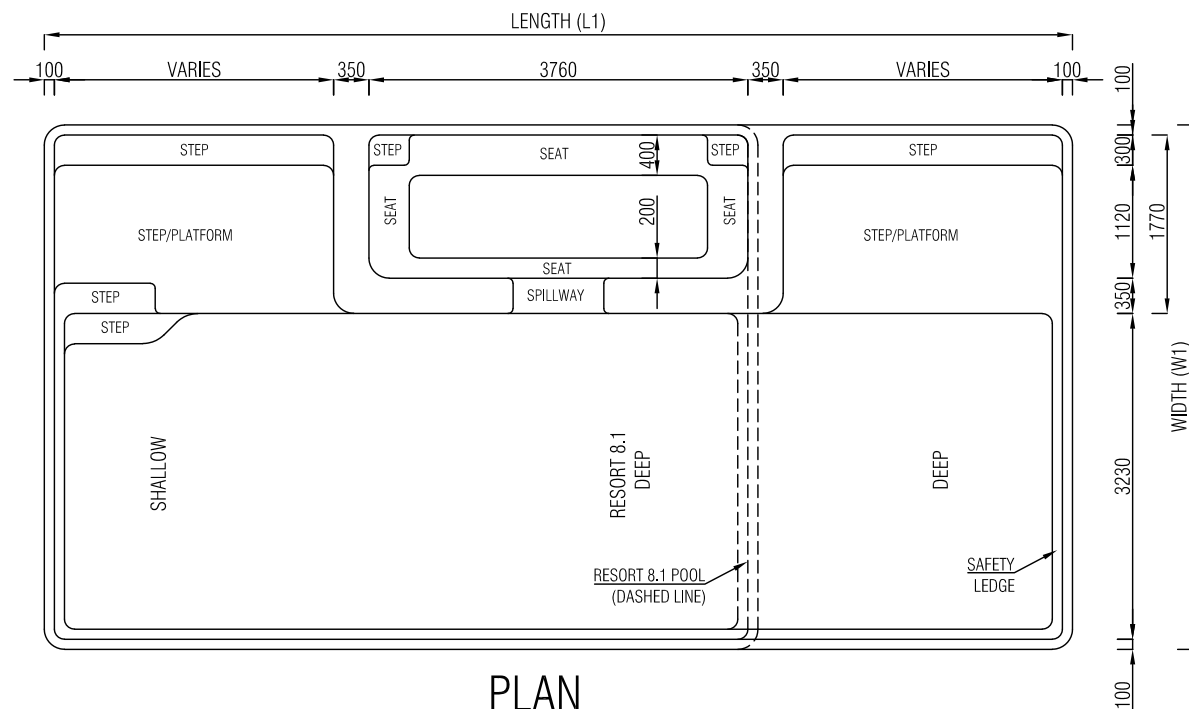 LENGTH (L1)
100 VARIES 350 3760 350 VARIES 100
100
STEP STEP SEAT STEP STEP
400 300
SEAT SEAT
200 1120 1770
STEP/PLATFORM STEP/PLATFORM
SEAT
STEP SPILLWAY 350
STEP
WIDTH (W1)
SHALLOW
RESORT 8.1
DEEP
DEEP
3230
RESORT 8.1 POOL
(DASHED LINE)
SAFETY
LEDGE
PLAN
100